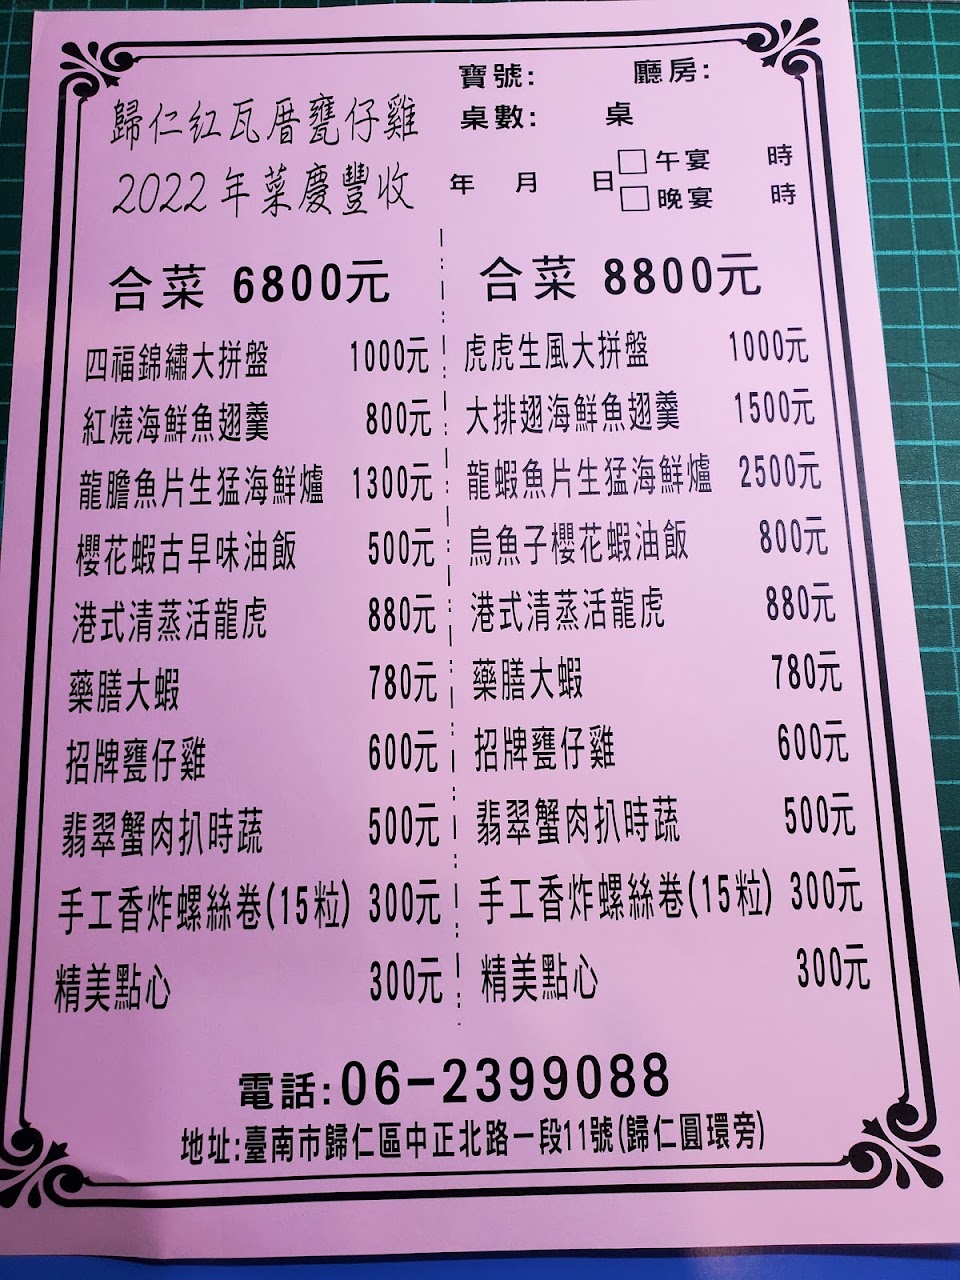 歸仁红瓦厝甕仔雞
2022年菜慶豐收
寶號: 廳房:
桌數: 桌
年 月 日 □午宴 時
□晚宴 時
合菜 6800元
四福錦繡大拼盤 1000元
紅燒海鮮魚翅羹 800元
龍膽魚片生猛海鮮爐 1300元
櫻花蝦古早味油飯 500元
港式清蒸活龍虎 880元
藥膳大蝦 780元
招牌甕仔雞 600元
翡翠蟹肉扒時蔬 500元
手工香炸螺絲卷(15粒) 300元
精美點心 300元
合菜 8800元
虎虎生風大拼盤 1000元
大排翅海鮮魚翅羹 1500元
龍蝦魚片生猛海鮮爐 2500元
烏魚子櫻花蝦油飯 800元
港式清蒸活龍虎 880元
藥膳大蝦 780元
招牌甕仔雞 600元
翡翠蟹肉扒時蔬 500元
手工香炸螺絲卷(15粒) 300元
精美點心 300元
電話:06-2399088
地址:臺南市歸仁區中正北路一段11號(歸仁圓環旁)